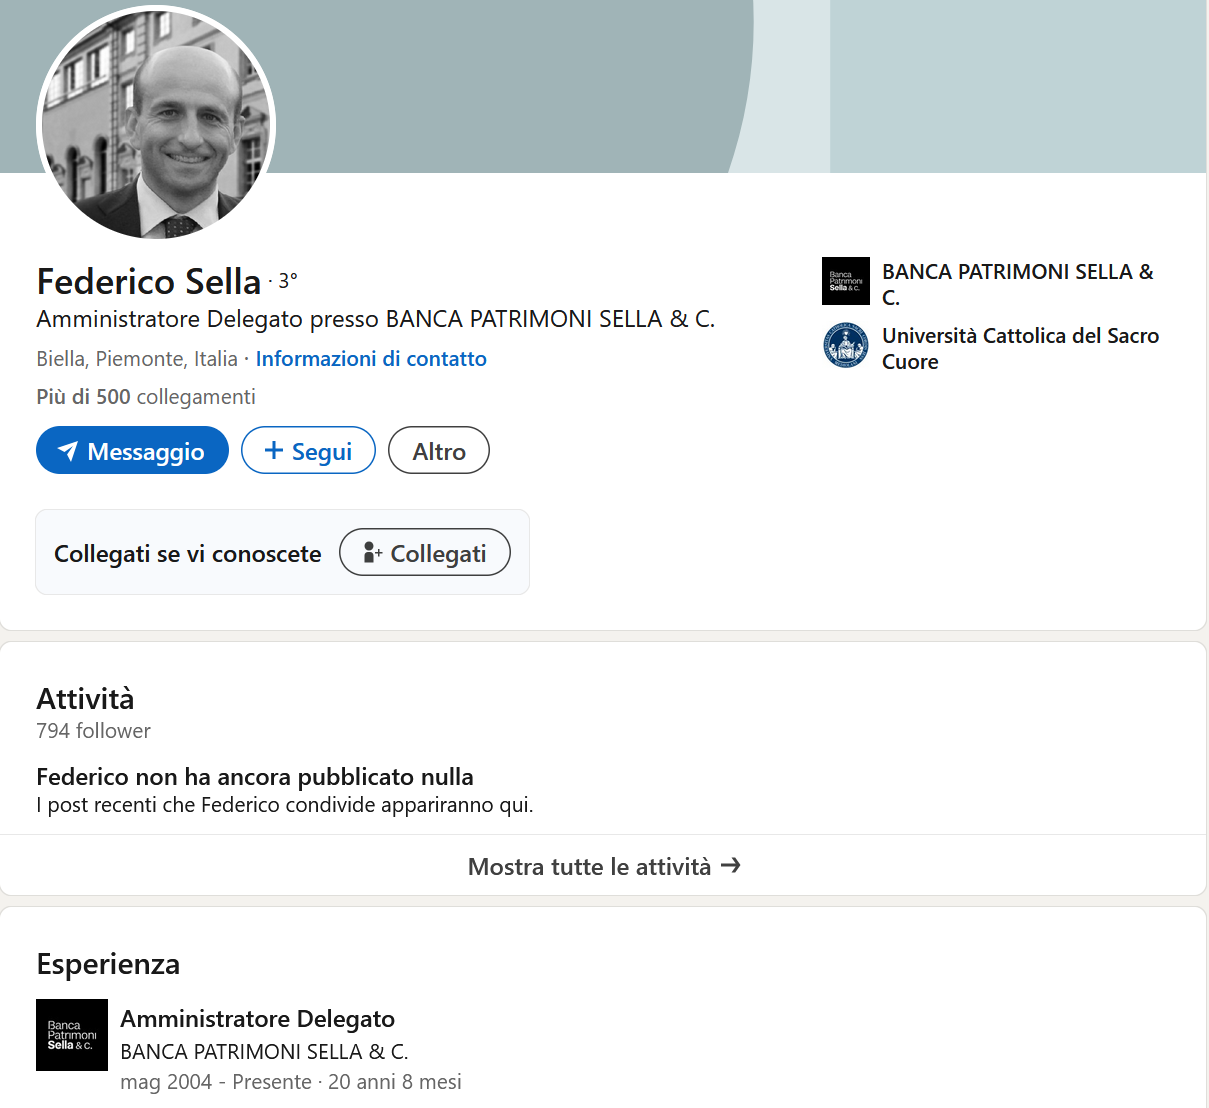 Federico Sella · 3°
Amministratore Delegato presso BANCA PATRIMONI SELLA & C.
Biella, Piemonte, Italia · Informazioni di contatto
Più di 500 collegamenti
Messaggio
Segui
Altro
Collegati se vi conoscete
Collegati
Banca
Patrimoni
Sella & c.
BANCA PATRIMONI SELLA &
C.
Università Cattolica del Sacro
Cuore
Attività
794 follower
Federico non ha ancora pubblicato nulla
I post recenti che Federico condivide appariranno qui.
Mostra tutte le attività
Esperienza
Banca
Patrimoni
Sella & c.
Amministratore Delegato
BANCA PATRIMONI SELLA & C.
mag 2004 - Presente · 20 anni 8 mesi